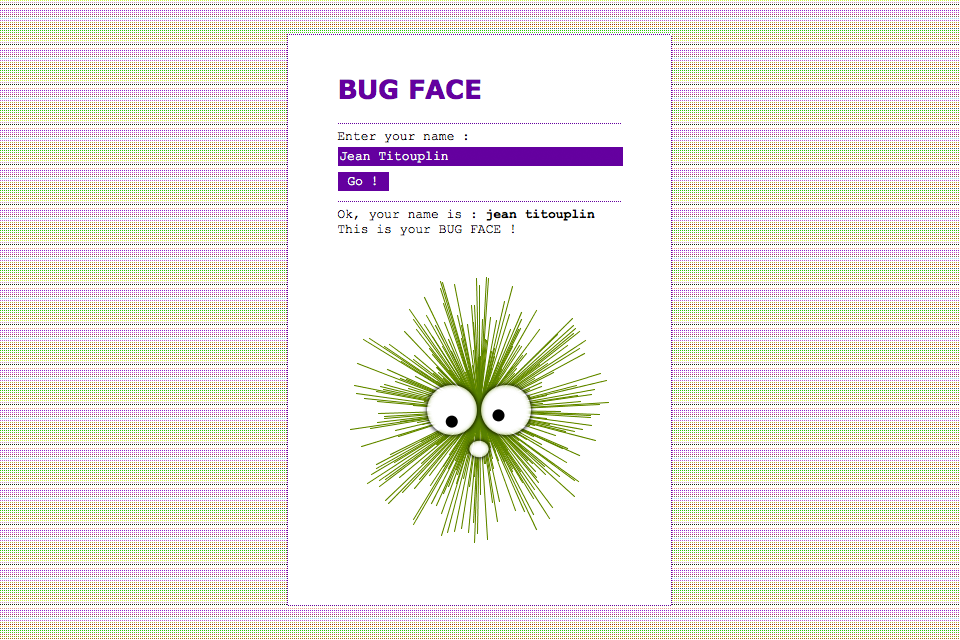 BUG FACE
Enter your name :
Jean Titouplin
Go !
Ok, your name is : jean titouplin
This is your BUG FACE !